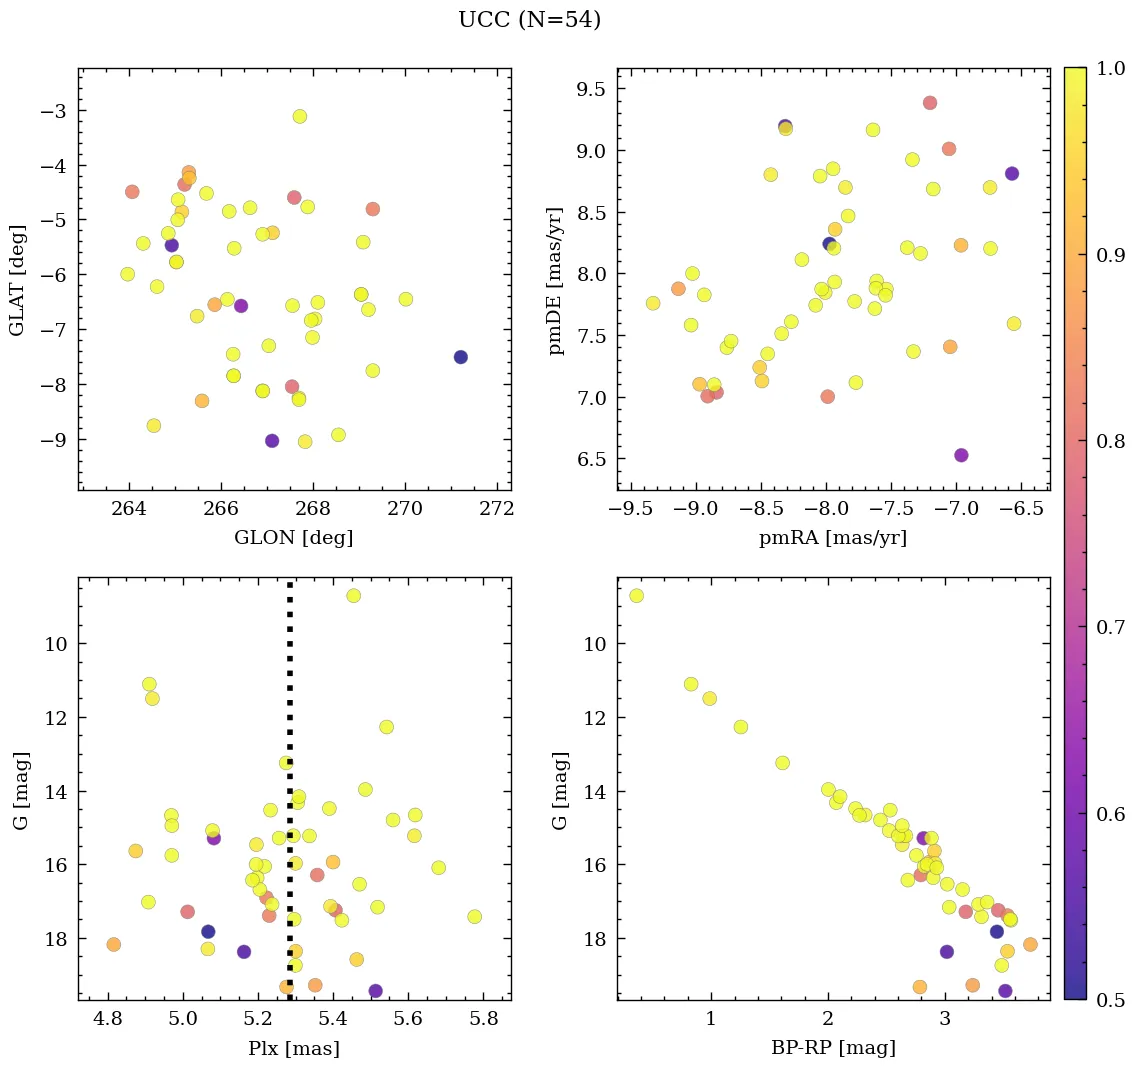 UCC (N=54)
−3
−4
−5
−6
−7
−8
−9
GLAT [deg]
264 266 268 270 272
GLON [deg]
9.5
9.0
8.5
8.0
7.5
7.0
6.5
pmDE [mas/yr]
−9.5 −9.0 −8.5 −8.0 −7.5 −7.0 −6.5
pmRA [mas/yr]
10
12
14
16
18
G [mag]
4.8 5.0 5.2 5.4 5.6 5.8
Plx [mas]
10
12
14
16
18
G [mag]
1 2 3
BP-RP [mag]
1.0
0.9
0.8
0.7
0.6
0.5